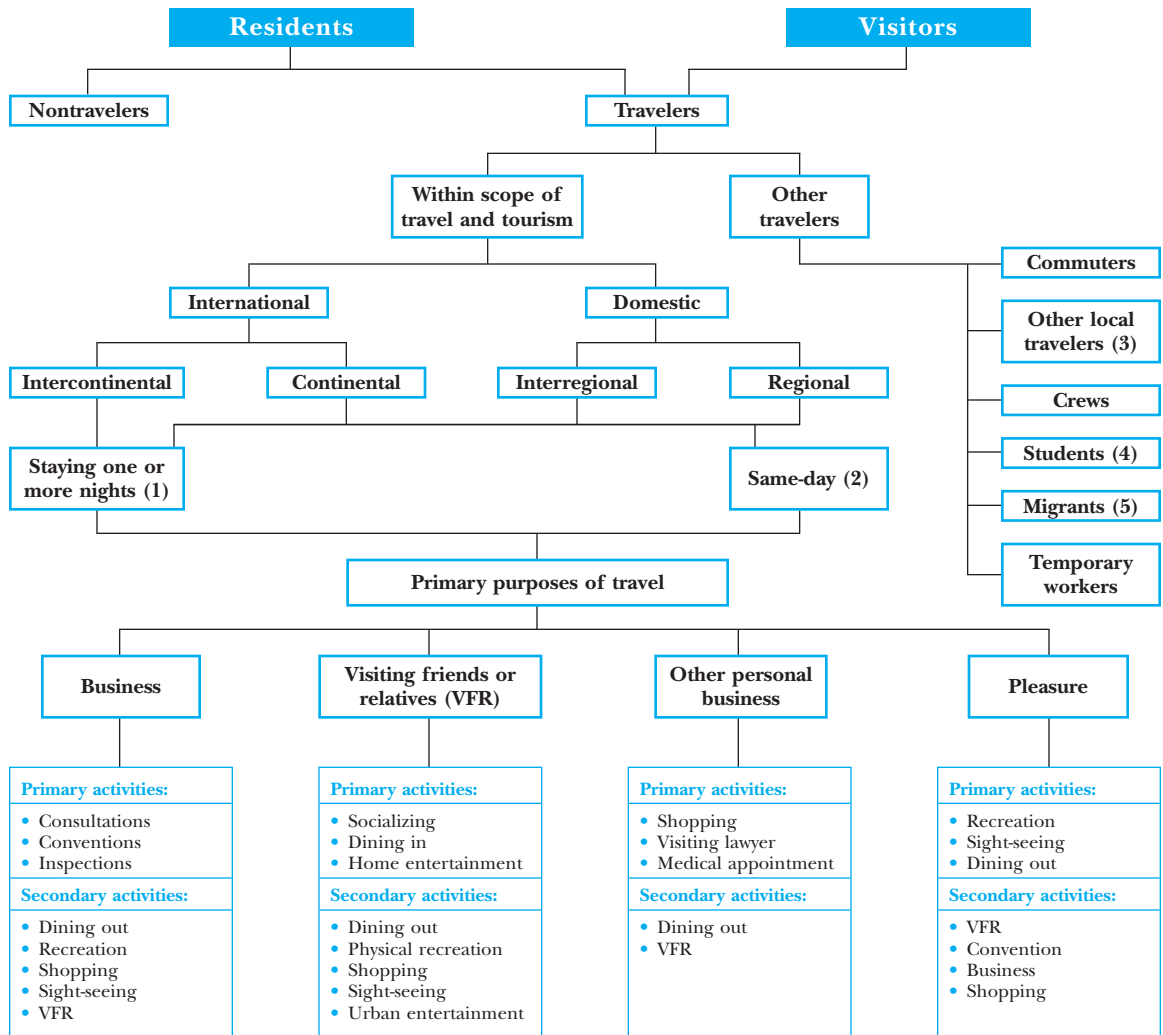 Residents
Visitors
Nontravelers
Travelers
Within scope of
travel and tourism
Other
travelers
International
Domestic
Intercontinental
Continental
Interregional
Regional
Staying one or
more nights (1)
Same-day (2)
Commuters
Other local
travelers (3)
Crews
Students (4)
Migrants (5)
Temporary
workers
Primary purposes of travel
Business
Visiting friends or
relatives (VFR)
Other personal
business
Pleasure
Primary activities:
• Consultations
• Conventions
• Inspections
Secondary activities:
• Dining out
• Recreation
• Shopping
• Sight-seeing
• VFR
Primary activities:
• Socializing
• Dining in
• Home entertainment
Secondary activities:
• Dining out
• Physical recreation
• Shopping
• Sight-seeing
• Urban entertainment
Primary activities:
• Shopping
• Visiting lawyer
• Medical appointment
Secondary activities:
• Dining out
• VFR
Primary activities:
• Recreation
• Sight-seeing
• Dining out
Secondary activities:
• VFR
• Convention
• Business
• Shopping